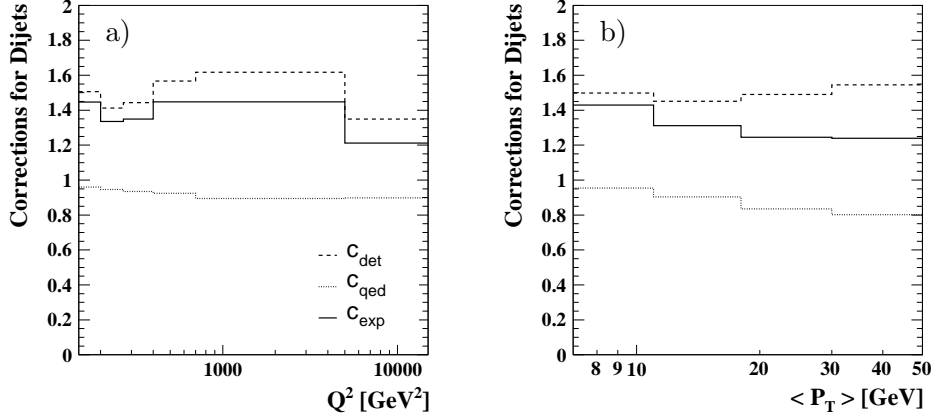 Corrections for Dijets
a)
2
1.8
1.6
1.4
1.2
1
0.8
0.6
0.4
0.2
0
c_det
c_qed
c_exp
1000 10000
Q^2 [GeV^2]
Corrections for Dijets
b)
2
1.8
1.6
1.4
1.2
1
0.8
0.6
0.4
0.2
0
8 9 10 20 30 40 50
< P_T > [GeV]